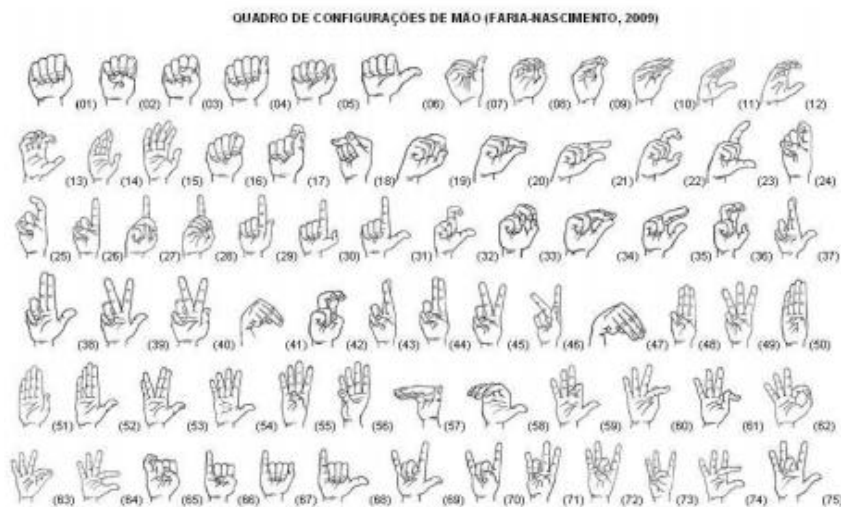 QUADRO DE CONFIGURAÇÕES DE MÃO (FARIA-NASCIMENTO, 2009)
(01) (02) (03) (04) (05) (06) (07) (08) (09) (10) (11) (12)
(13) (14) (15) (16) (17) (18) (19) (20) (21) (22) (23) (24)
(25) (26) (27) (28) (29) (30) (31) (32) (33) (34) (35) (36) (37)
(38) (39) (40) (41) (42) (43) (44) (45) (46) (47) (48) (49) (50)
(51) (52) (53) (54) (55) (56) (57) (58) (59) (60) (61) (62)
(63) (64) (65) (66) (67) (68) (69) (70) (71) (72) (73) (74) (75)